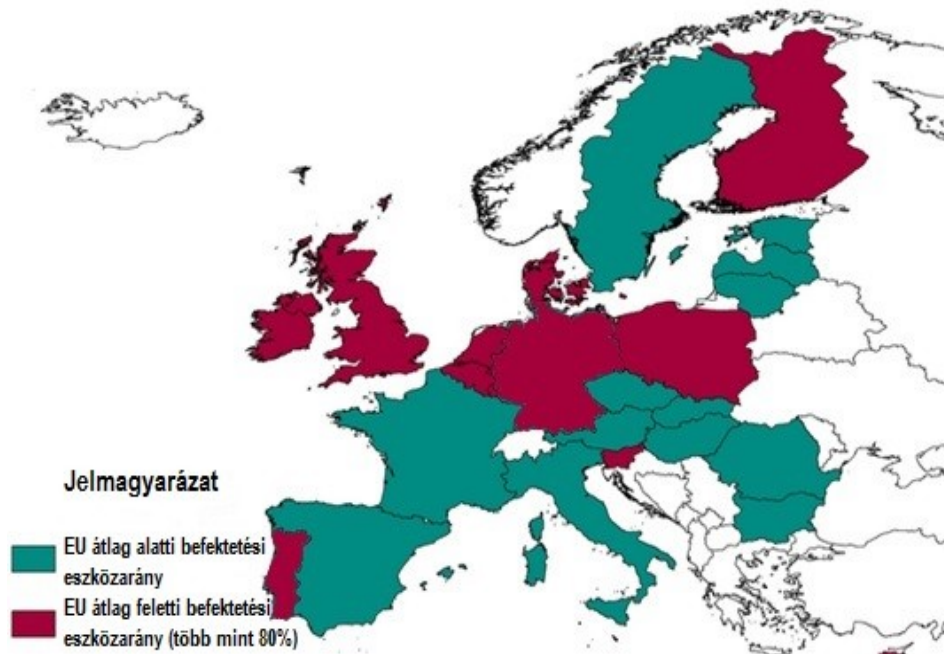 Jelmagyarázat
EU átlag alatti befektetési
eszközarány
EU átlag feletti befektetési
eszközarány (több mint 80%)